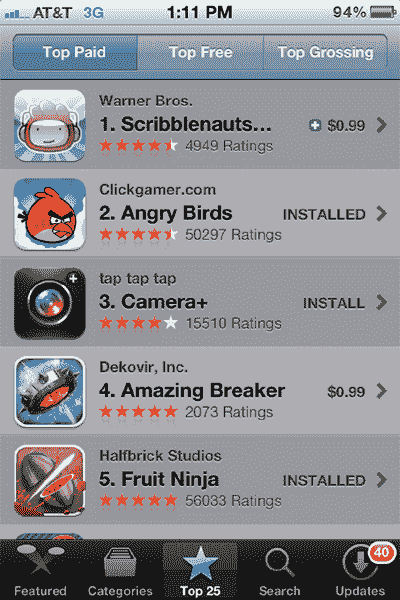 AT&T 3G 1:11 PM 94%
Top Paid Top Free Top Grossing
Warner Bros.
1. Scribblenauts... $0.99
4949 Ratings
Clickgamer.com
2. Angry Birds INSTALLED
50297 Ratings
tap tap tap
3. Camera+ INSTALL
15510 Ratings
Dekovir, Inc.
4. Amazing Breaker $0.99
2073 Ratings
Halfbrick Studios
5. Fruit Ninja INSTALLED
56033 Ratings
40
Featured Categories Top 25 Search Updates